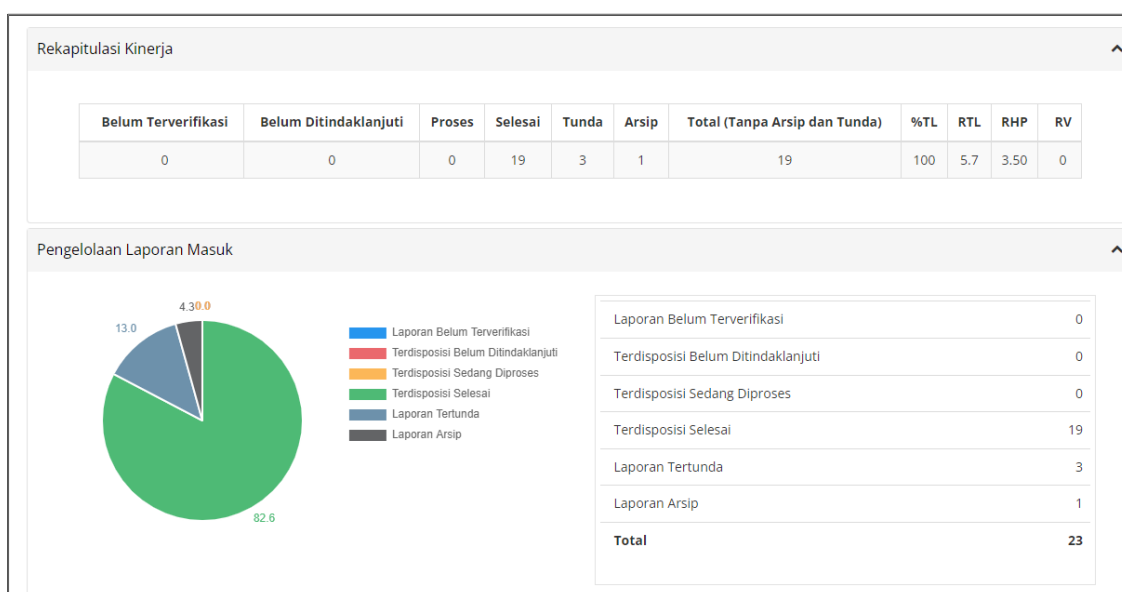 Rekapitulasi Kinerja
Belum Terverifikasi Belum Ditindaklanjuti Proses Selesai Tunda Arsip Total (Tanpa Arsip dan Tunda) %TL RTL RHP RV
0 0 0 19 3 1 19 100 5.7 3.50 0
Pengelolaan Laporan Masuk
4.3 0.0
13.0
82.6
Laporan Belum Terverifikasi
Terdisposisi Belum Ditindaklanjuti
Terdisposisi Sedang Diproses
Terdisposisi Selesai
Laporan Tertunda
Laporan Arsip
Laporan Belum Terverifikasi 0
Terdisposisi Belum Ditindaklanjuti 0
Terdisposisi Sedang Diproses 0
Terdisposisi Selesai 19
Laporan Tertunda 3
Laporan Arsip 1
Total 23